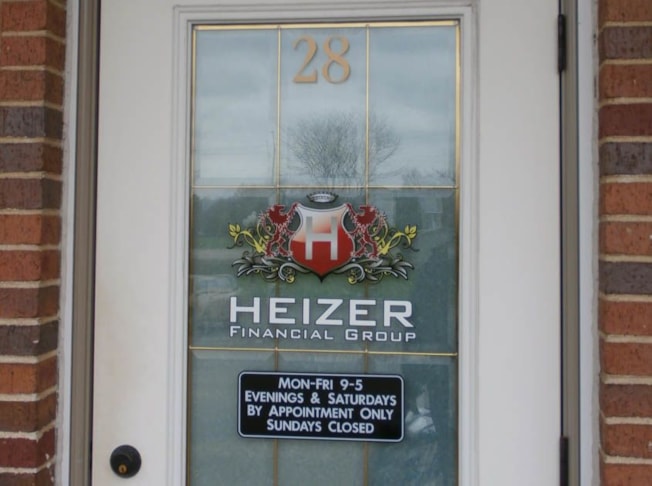 28
H
HEIZER
FINANCIAL GROUP
MON-FRI 9-5
EVENINGS & SATURDAYS
BY APPOINTMENT ONLY
SUNDAYS CLOSED